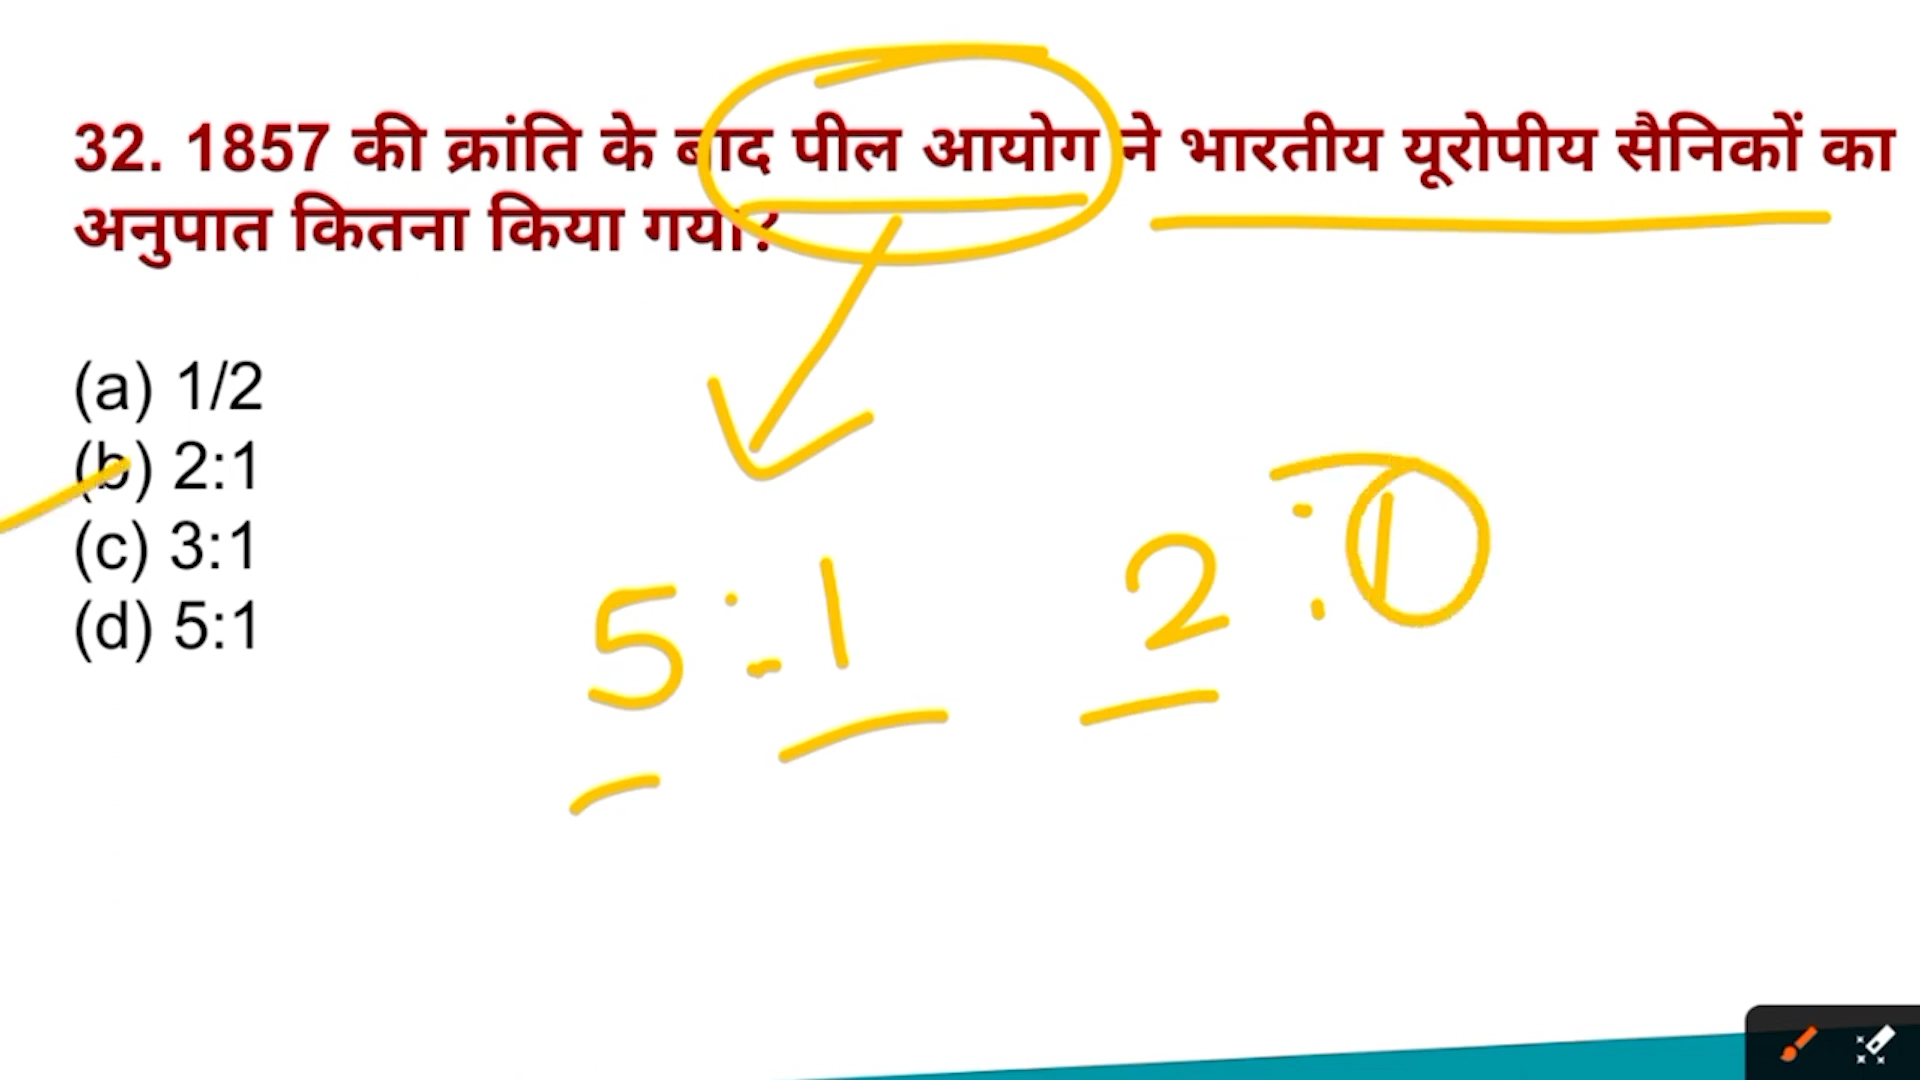 32. 1857 की क्रांति के बाद पील आयोग ने भारतीय यूरोपीय सैनिकों का
अनुपात कितना किया गया?
(a) 1/2
(b) 2:1
(c) 3:1
(d) 5:1
5:1 2:1